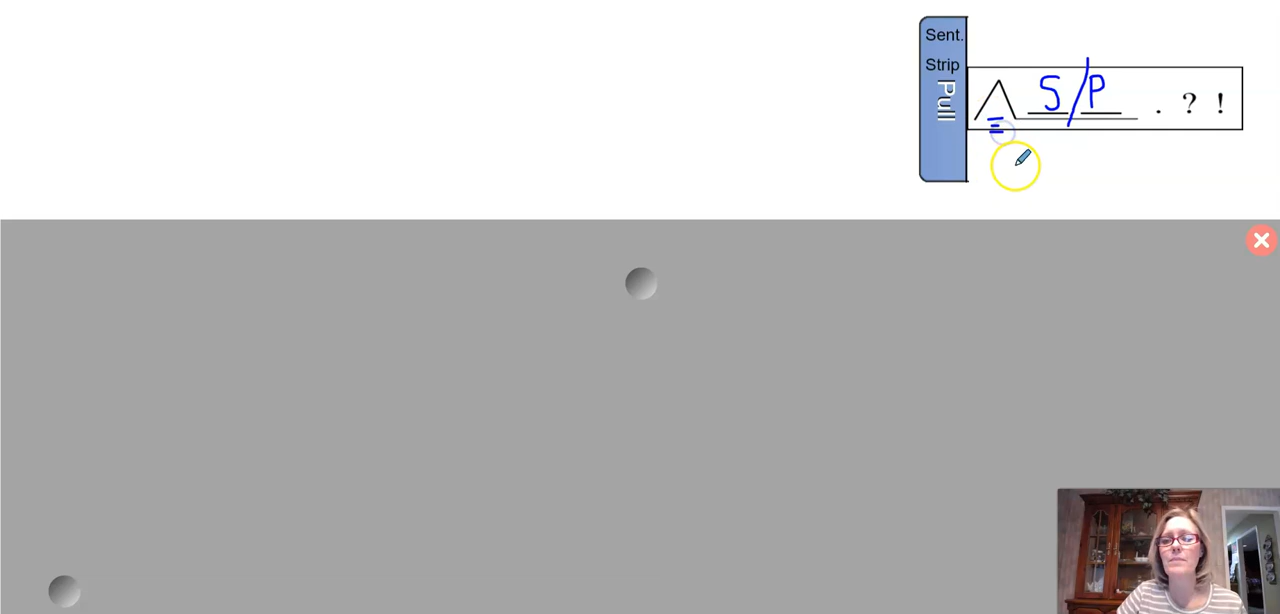 Sent.
Strip
Pull
S/P . ? !